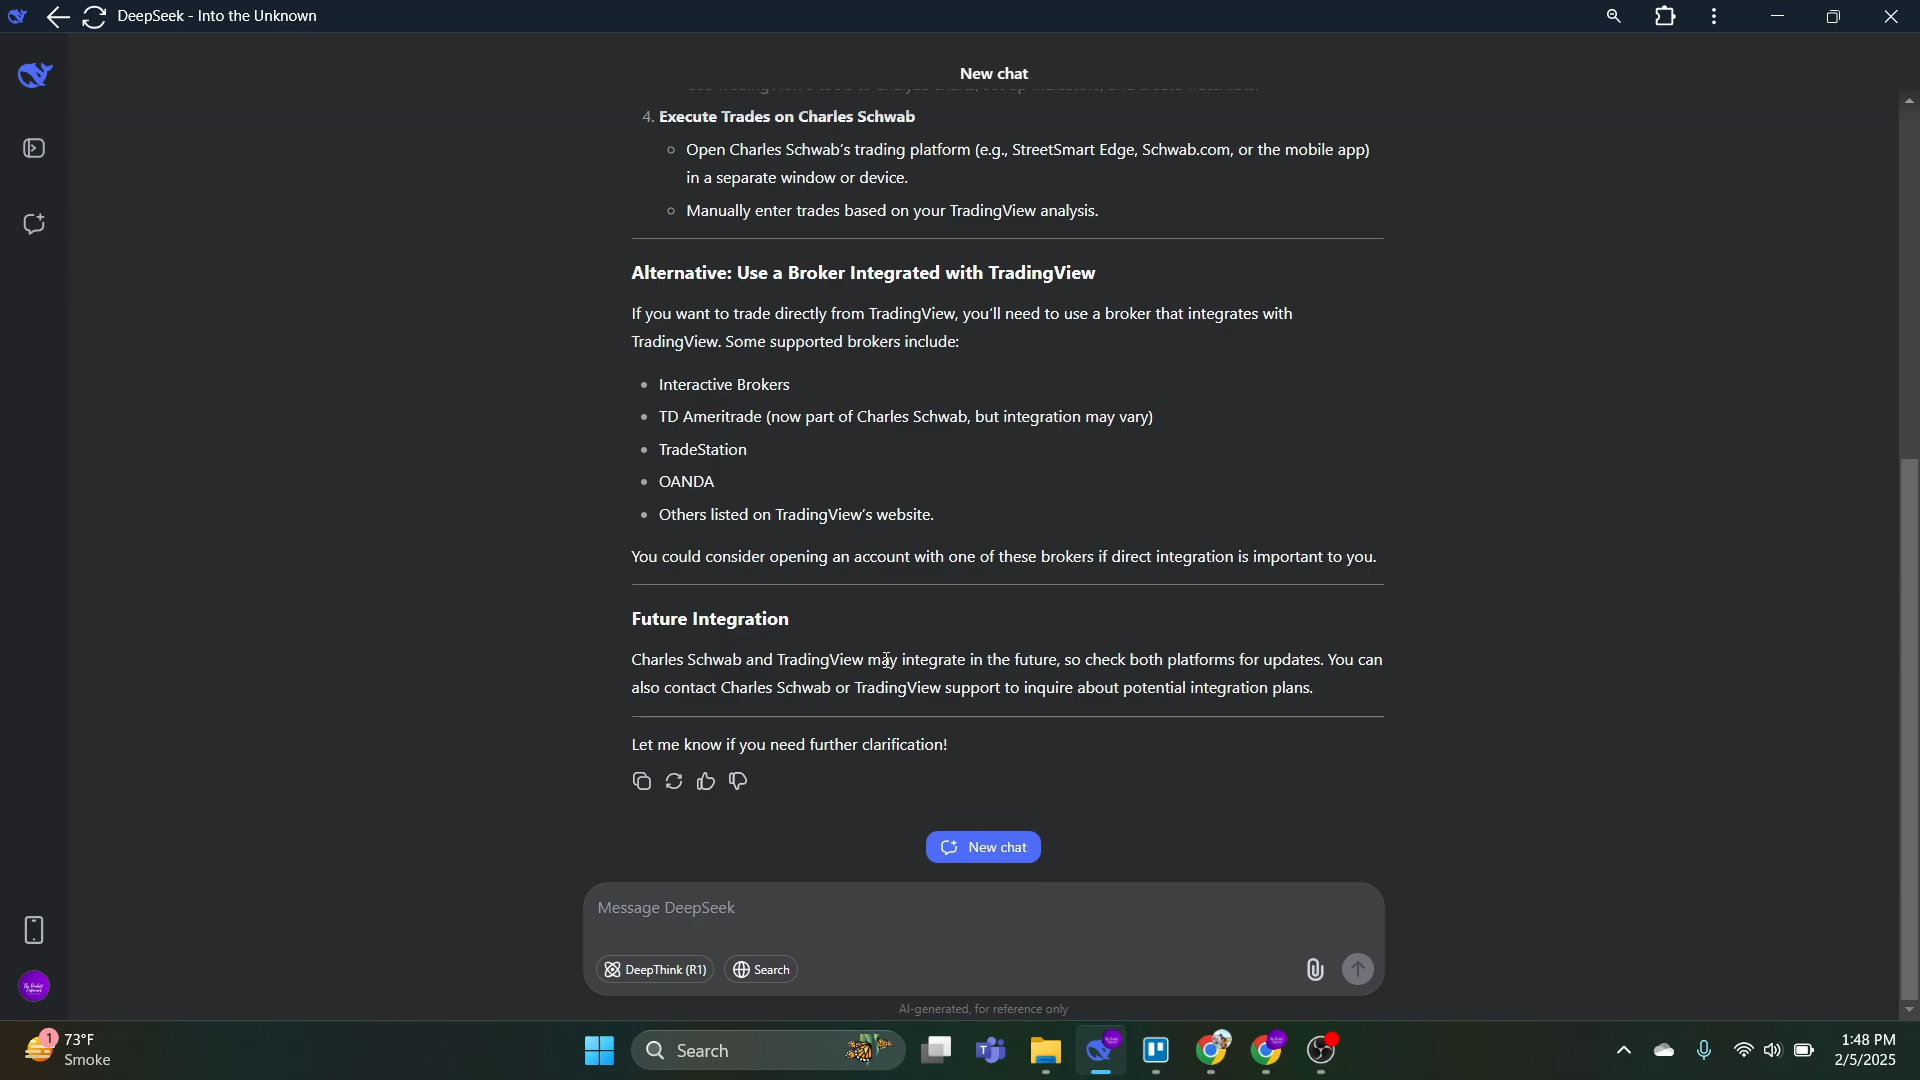 DeepSeek - Into the Unknown
New chat
4. Execute Trades on Charles Schwab
Open Charles Schwab's trading platform (e.g., StreetSmart Edge, Schwab.com, or the mobile app)
in a separate window or device.
Manually enter trades based on your TradingView analysis.
Alternative: Use a Broker Integrated with TradingView
If you want to trade directly from TradingView, you'll need to use a broker that integrates with
TradingView. Some supported brokers include:
Interactive Brokers
TD Ameritrade (now part of Charles Schwab, but integration may vary)
TradeStation
OANDA
Others listed on TradingView's website.
You could consider opening an account with one of these brokers if direct integration is important to you.
Future Integration
Charles Schwab and TradingView may integrate in the future, so check both platforms for updates. You can
also contact Charles Schwab or TradingView support to inquire about potential integration plans.
Let me know if you need further clarification!
New chat
Message DeepSeek
DeepThink (R1) Search
AI-generated, for reference only
1
73°F
Smoke
Search
1:48 PM
2/5/2025